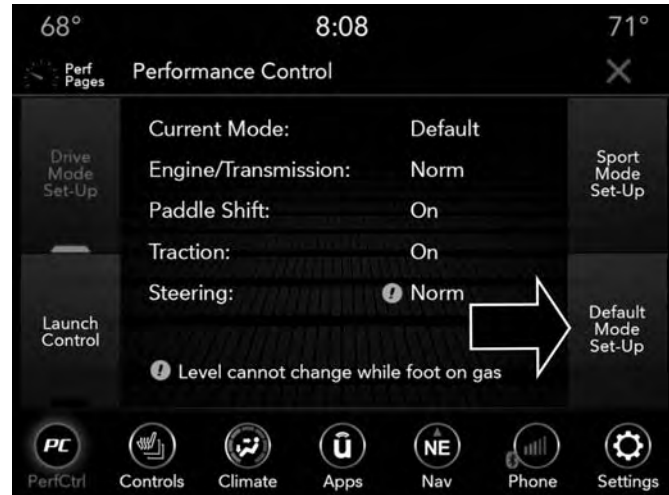 68°
8:08
71°
Perf
Pages
Performance Control
Drive
Mode
Set-Up
Launch
Control
Current Mode: Default
Engine/Transmission: Norm
Paddle Shift: On
Traction: On
Steering: ! Norm
! Level cannot change while foot on gas
Sport
Mode
Set-Up
Default
Mode
Set-Up
PC
PerfCtrl
Controls
Climate
û
Apps
NE
Nav
Phone
Settings